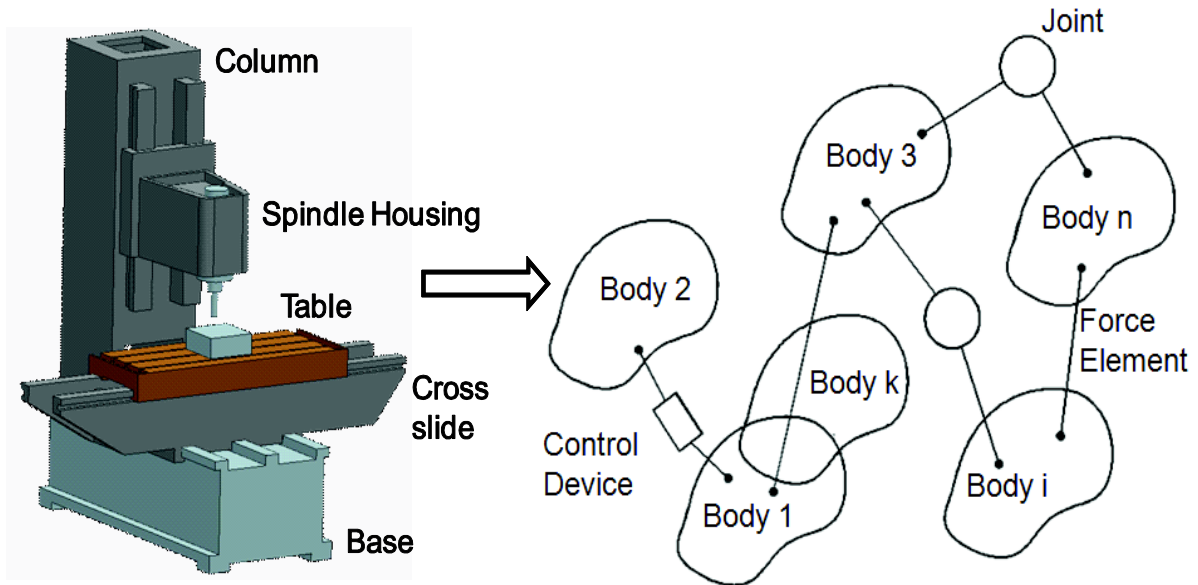 Column
Spindle Housing
Table
Cross
slide
Base
Joint
Body 3
Body n
Body 2
Force
Element
Body k
Control
Device
Body i
Body 1